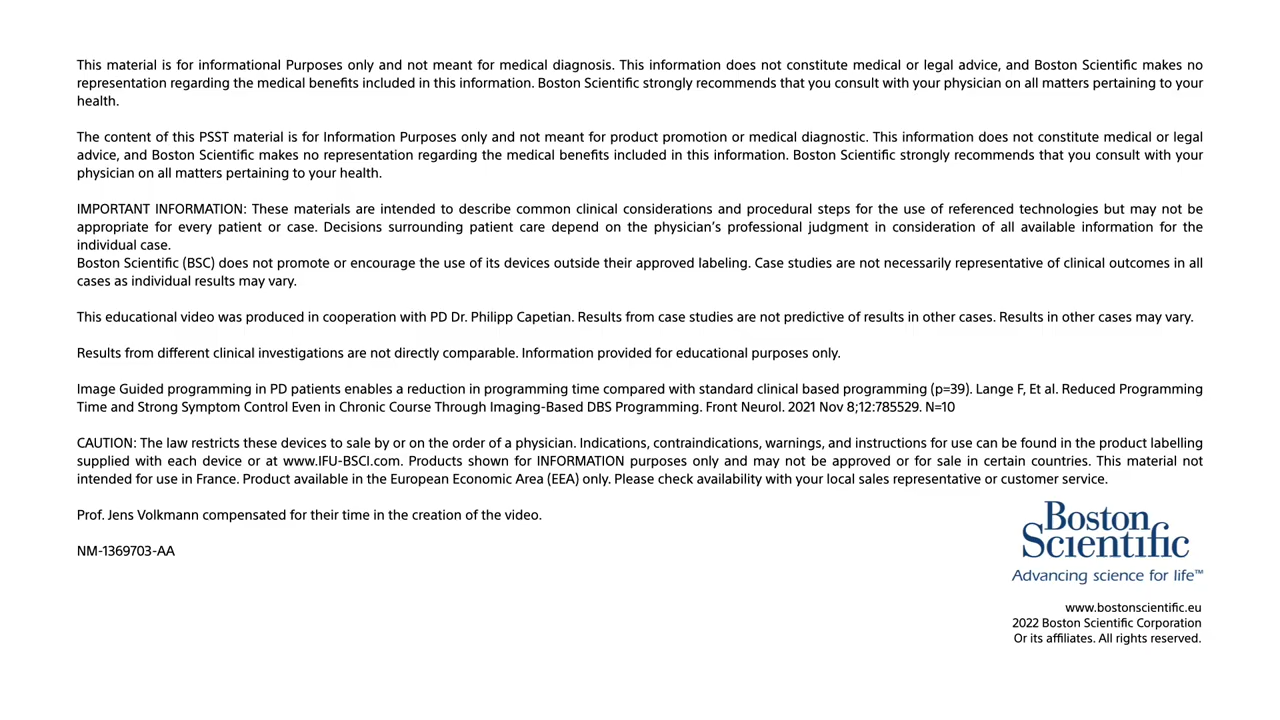 This material is for informational Purposes only and not meant for medical diagnosis. This information does not constitute medical or legal advice, and Boston Scientific makes no
representation regarding the medical benefits included in this information. Boston Scientific strongly recommends that you consult with your physician on all matters pertaining to your
health.
The content of this PSST material is for Information Purposes only and not meant for product promotion or medical diagnostic. This information does not constitute medical or legal
advice, and Boston Scientific makes no representation regarding the medical benefits included in this information. Boston Scientific strongly recommends that you consult with your
physician on all matters pertaining to your health.
IMPORTANT INFORMATION: These materials are intended to describe common clinical considerations and procedural steps for the use of referenced technologies but may not be
appropriate for every patient or case. Decisions surrounding patient care depend on the physician's professional judgment in consideration of all available information for the
individual case.
Boston Scientific (BSC) does not promote or encourage the use of its devices outside their approved labeling. Case studies are not necessarily representative of clinical outcomes in all
cases as individual results may vary.
This educational video was produced in cooperation with PD Dr. Philipp Capetian. Results from case studies are not predictive of results in other cases. Results in other cases may vary.
Results from different clinical investigations are not directly comparable. Information provided for educational purposes only.
Image Guided programming in PD patients enables a reduction in programming time compared with standard clinical based programming (p=39). Lange F, Et al. Reduced Programming
Time and Strong Symptom Control Even in Chronic Course Through Imaging-Based DBS Programming. Front Neurol. 2021 Nov 8;12:785529. N=10
CAUTION: The law restricts these devices to sale by or on the order of a physician. Indications, contraindications, warnings, and instructions for use can be found in the product labelling
supplied with each device or at www.IFU-BSCI.com. Products shown for INFORMATION purposes only and may not be approved or for sale in certain countries. This material not
intended for use in France. Product available in the European Economic Area (EEA) only. Please check availability with your local sales representative or customer service.
Prof. Jens Volkmann compensated for their time in the creation of the video.
NM-1369703-AA
Boston
Scientific
Advancing science for life™
www.bostonscientific.eu
2022 Boston Scientific Corporation
Or its affiliates. All rights reserved.